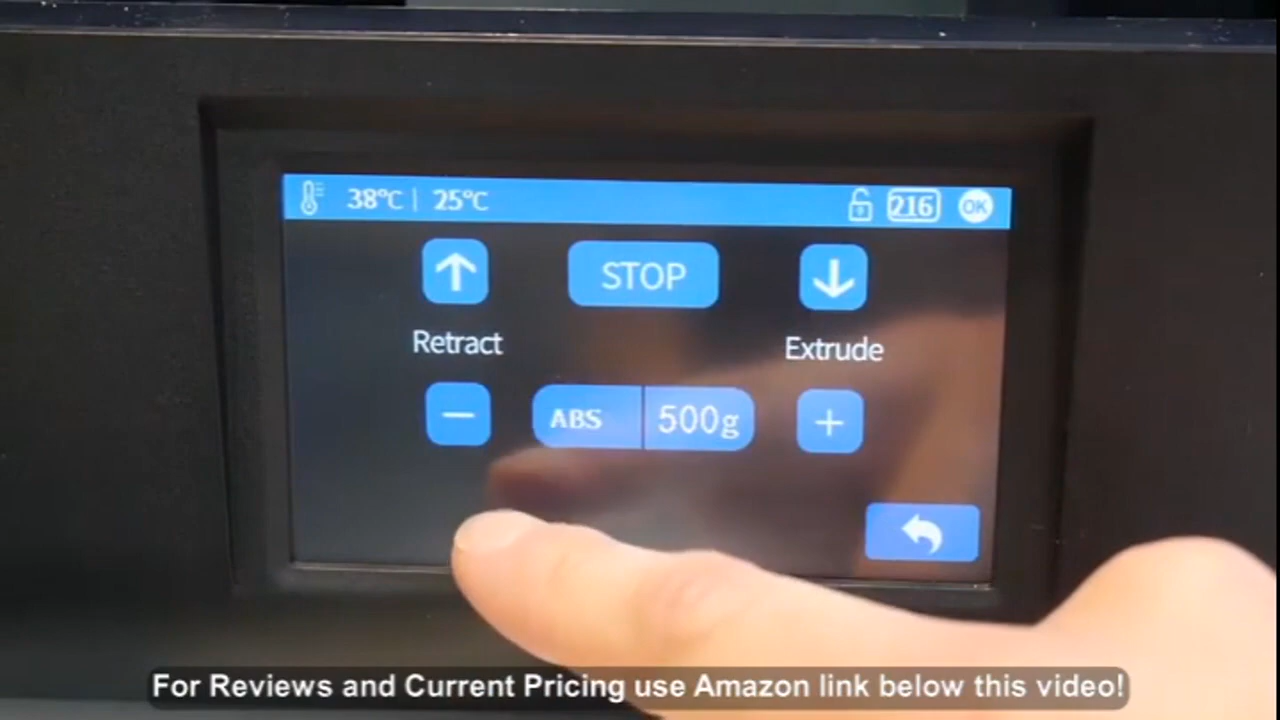 38°C | 25°C 216 OK
STOP
Retract Extrude
− ABS 500g +
For Reviews and Current Pricing use Amazon link below this video!